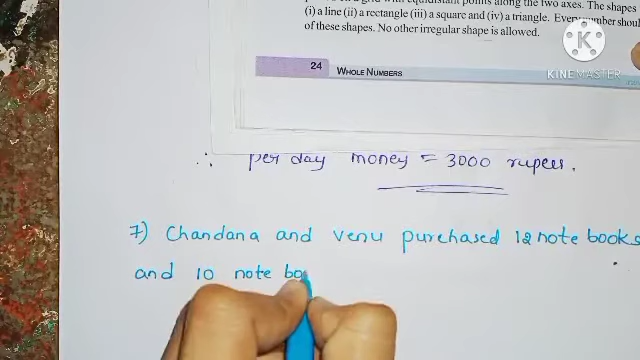 (i) a line (ii) a rectangle (iii) a square and (iv) a triangle. Every number shou
of these shapes. No other irregular shape is allowed.
KINEMASTER
24 WHOLE NUMBERS
∴ per day money = 3000 rupees.
7) Chandana and Venu purchased 12 note books
and 10 note bo